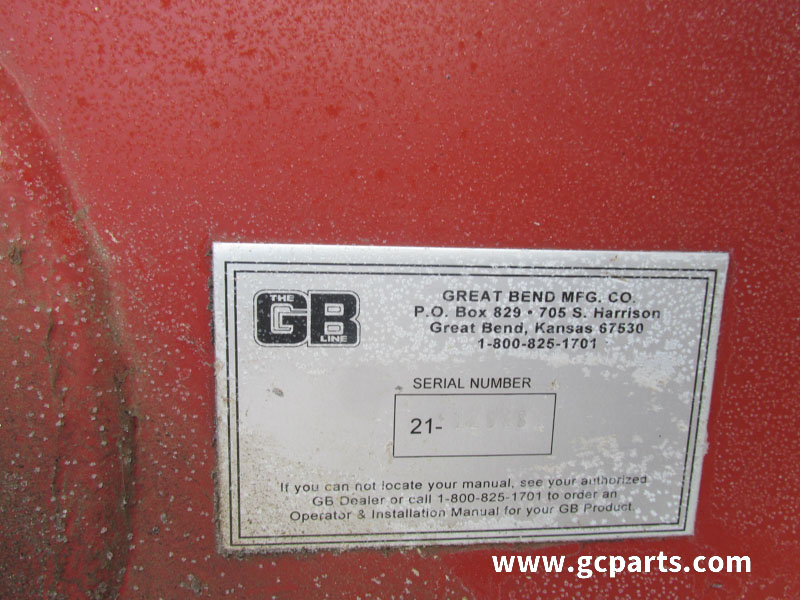 THE
GB
LINE
GREAT BEND MFG. CO.
P.O. Box 829 • 705 S. Harrison
Great Bend, Kansas 67530
1-800-825-1701
SERIAL NUMBER
21-
If you can not locate your manual, see your authorized
GB Dealer or call 1-800-825-1701 to order an
Operator & Installation Manual for your GB Product.
www.gcparts.com